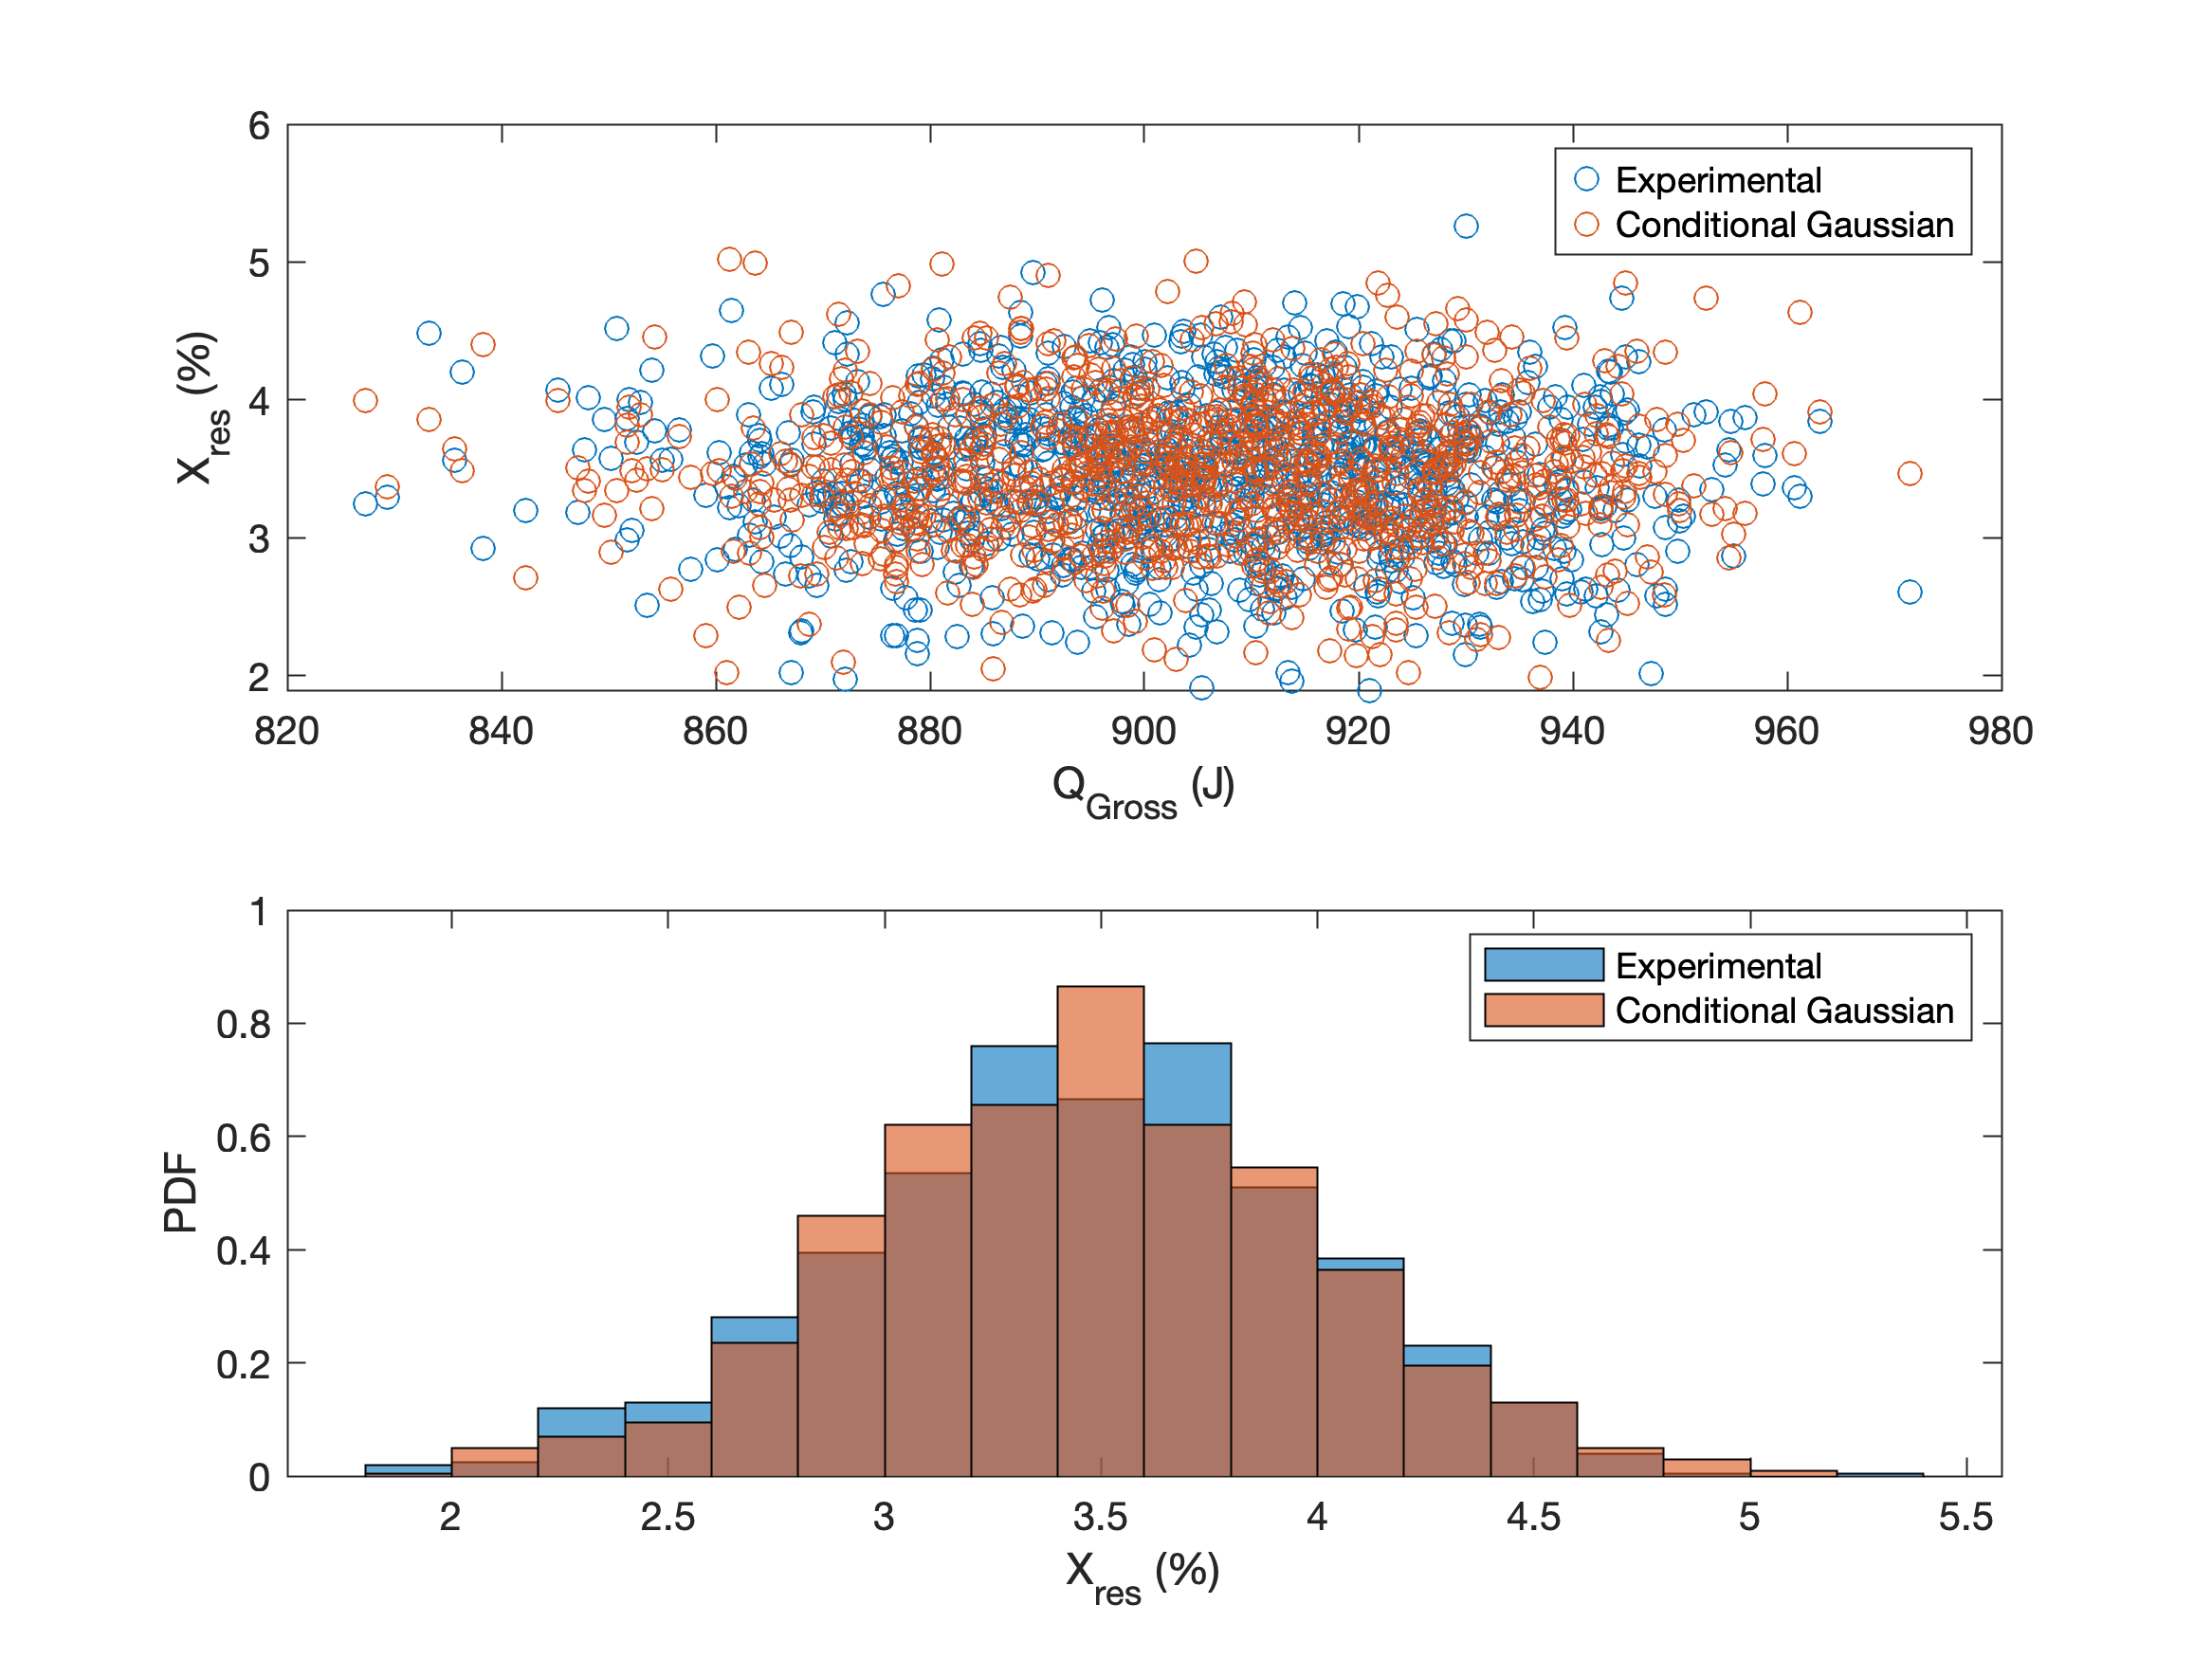 6
5
4
3
2
X_res (%)
Experimental
Conditional Gaussian
820 840 860 880 900 920 940 960 980
Q_Gross (J)
1
0.8
0.6
0.4
0.2
0
PDF
Experimental
Conditional Gaussian
2 2.5 3 3.5 4 4.5 5 5.5
X_res (%)